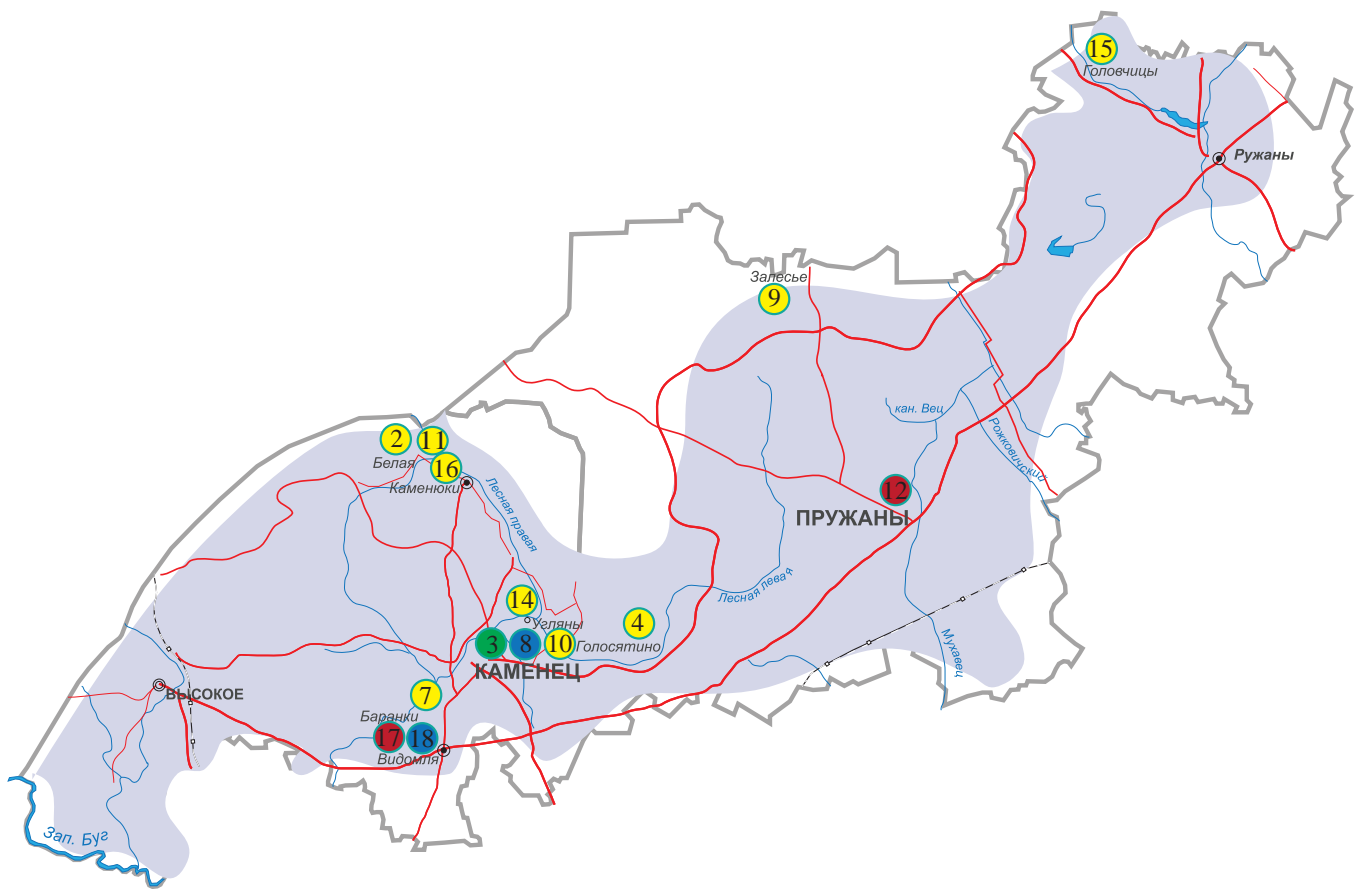 15
Головчицы
Ружаны
Залесье
9
кан. Вец
Рожковичский
2
11
Белая
16
Каменюки
Лесная правая
12
ПРУЖАНЫ
Лесная левая
14
Угляны
4
3
8
10
Голосятино
КАМЕНЕЦ
Мухавец
ВЫСОКОЕ
7
Баранки
17
18
Видомля
Зап. Буг